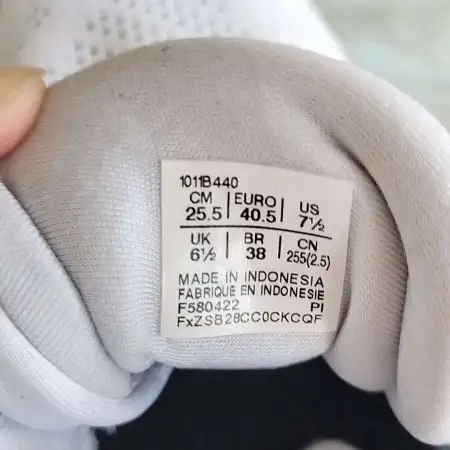 1011B440
CM EURO US
25.5 40.5 7½
UK BR CN
6½ 38 255(2.5)
MADE IN INDONESIA
FABRIQUE EN INDONESIE
F580422 PI
FxZSB28CC0CKCQF